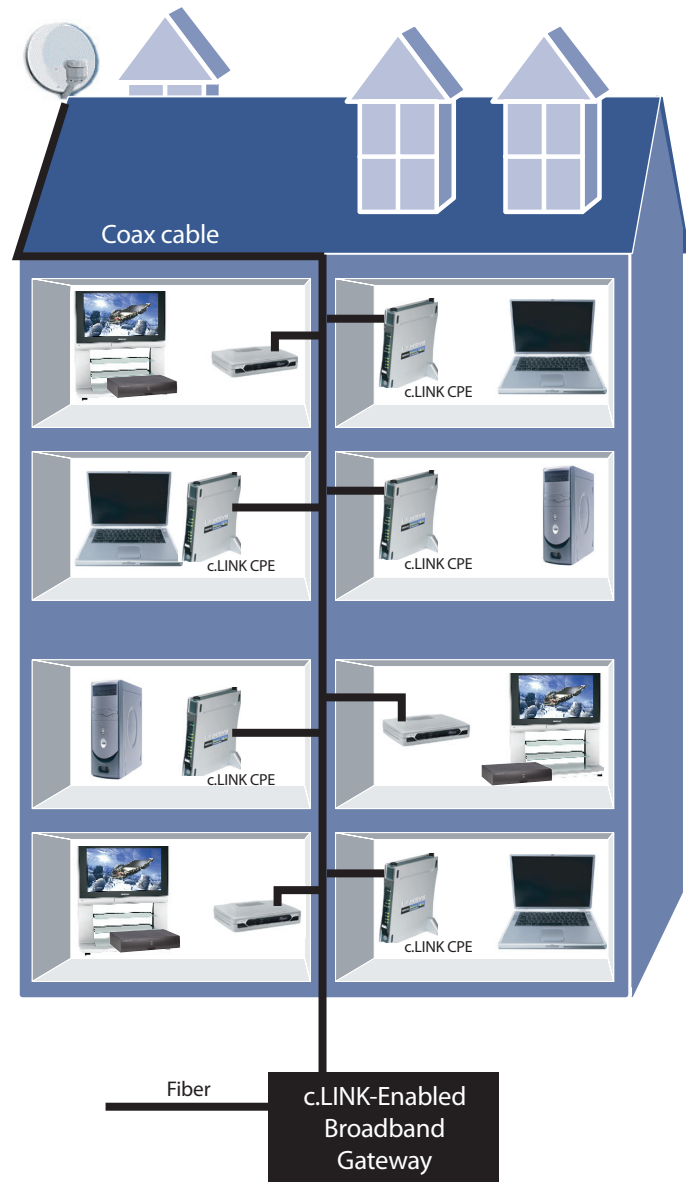 Coax cable
c.LINK CPE
c.LINK CPE
c.LINK CPE
c.LINK CPE
c.LINK CPE
Fiber
c.LINK-Enabled
Broadband
Gateway